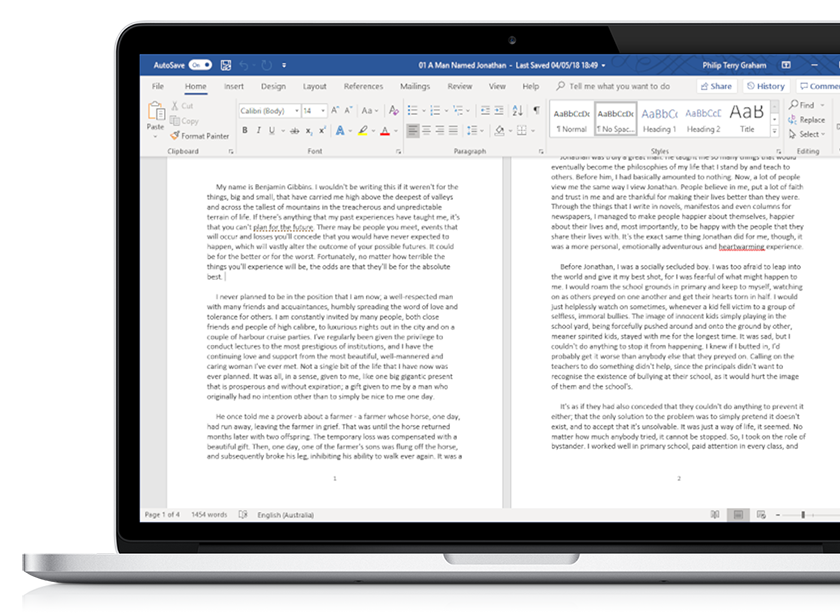 AutoSave On 01 A Man Named Jonathan - Last Saved 04/05/18 18:49 Philip Terry Graham
File Home Insert Design Layout References Mailings Review View Help Tell me what you want to do Share History Comme
Paste Cut Copy Format Painter
Calibri (Body) 14 A A Aa A
B I U ab x₂ x² A A
AaBbCcDc AaBbCcDc AaBbCc AaBbCcD AaB
¶ Normal ¶ No Spac... Heading 1 Heading 2 Title
Find Replace Select
Clipboard Font Paragraph Styles Editing
My name is Benjamin Gibbins. I wouldn't be writing this if it weren't for the
things, big and small, that have carried me high above the deepest of valleys
and across the tallest of mountains in the treacherous and unpredictable
terrain of life. If there's anything that my past experiences have taught me, it's
that you can't plan for the future. There may be people you meet, events that
will occur and losses you'll concede that you would have never expected to
happen, which will vastly alter the outcome of your possible futures. It could
be for the better or for the worst. Fortunately, no matter how terrible the
things you'll experience will be, the odds are that they'll be for the absolute
best.
I never planned to be in the position that I am now; a well-respected man
with many friends and acquaintances, humbly spreading the word of love and
tolerance for others. I am constantly invited by many people, both close
friends and people of high calibre, to luxurious nights out in the city and on a
couple of harbour cruise parties. I've regularly been given the privilege to
conduct lectures to the most prestigious of institutions, and I have the
continuing love and support from the most beautiful, well-mannered and
caring woman I've ever met. Not a single bit of the life that I have now was
ever planned. It was all, in a sense, given to me, like one big gigantic present
that is prosperous and without expiration; a gift given to me by a man who
originally had no intention other than to simply be nice to me one day.
He once told me a proverb about a farmer - a farmer whose horse, one day,
had run away, leaving the farmer in grief. That was until the horse returned
months later with two offspring. The temporary loss was compensated with a
beautiful gift. Then, one day, one of the farmer's sons was flung off the horse,
and subsequently broke his leg, inhibiting his ability to walk ever again. It was a
1
Jonathan was truly a great man. He taught me so many things that would
eventually become the philosophies of my life that I stand by and teach to
others. Before him, I had basically amounted to nothing. Now, a lot of people
view me the same way I view Jonathan. People believe in me, put a lot of faith
and trust in me and are thankful for making their lives better than they were.
Through the things that I write in novels, manifestos and even columns for
newspapers, I managed to make people happier about themselves, happier
about their lives and, most importantly, to be happy with the people that they
share their lives with. It's the exact same thing Jonathan did for me, though, it
was a more personal, emotionally adventurous and heartwarming experience.
Before Jonathan, I was a socially secluded boy. I was too afraid to leap into
the world and give my best shot, for I was fearful of what might happen to
me. I would roam the school grounds in primary and keep to myself, watching
on as others preyed on one another and get their hearts torn in half. I would
just helplessly watch on sometimes, whenever a kid fell victim to a group of
selfless, immoral bullies. The image of innocent kids simply playing in the
school yard, being forcefully pushed around and onto the ground by other,
meaner spirited kids, stayed with me for the longest time. It was sad, but I
couldn't do anything to stop it from happening. I knew if I butted in, I'd
probably get it worse than anybody else that they preyed on. Calling on the
teachers to do something didn't help, since the principals didn't want to
recognise the existence of bullying at their school, as it would hurt the image
of them and the school's.
It's as if they had also conceded that they couldn't do anything to prevent it
either; that the only solution to the problem was to simply pretend it doesn't
exist, and to accept that it's unsolvable. It was just a way of life, it seemed. No
matter how much anybody tried, it cannot be stopped. So, I took on the role of
bystander. I worked well in primary school, paid attention in every class, and
2
Page 1 of 4 1454 words English (Australia)